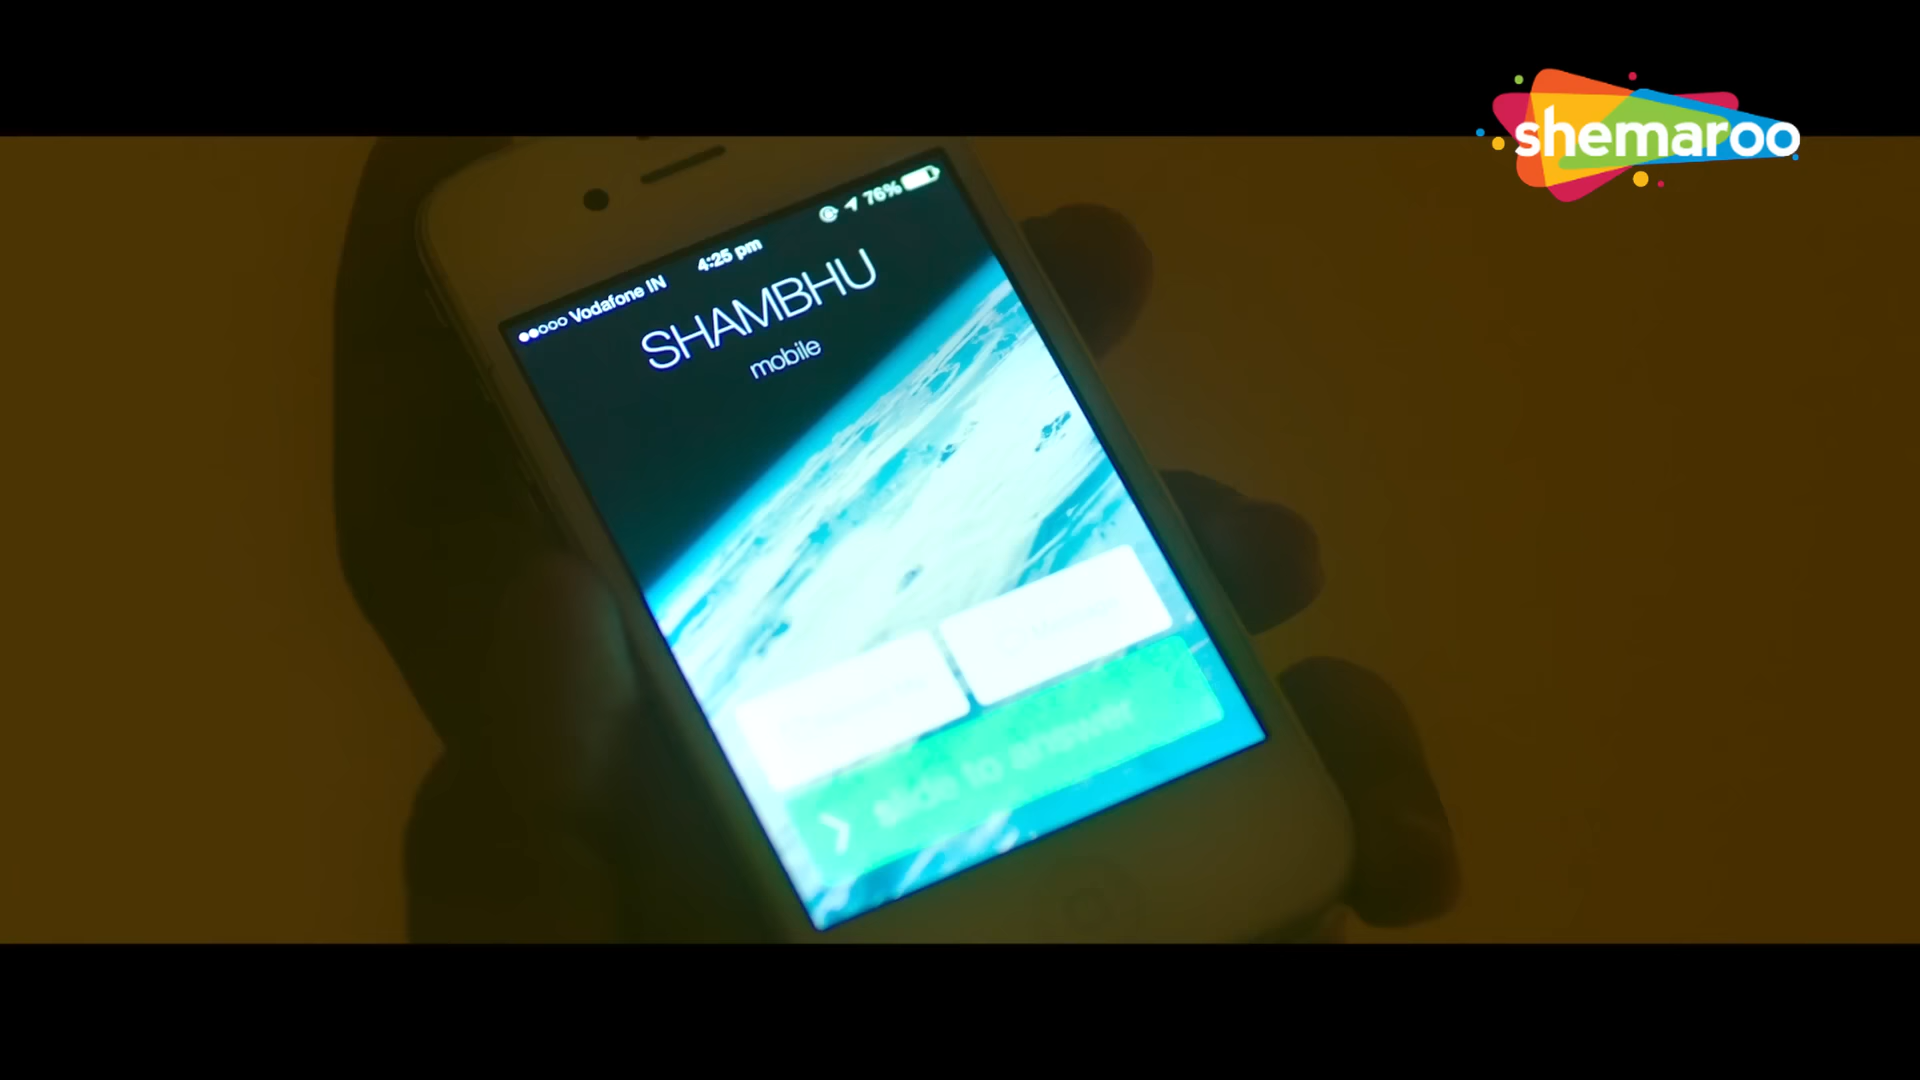 shemaroo
Vodafone IN 4:25 pm 76%
SHAMBHU
mobile
slide to answer